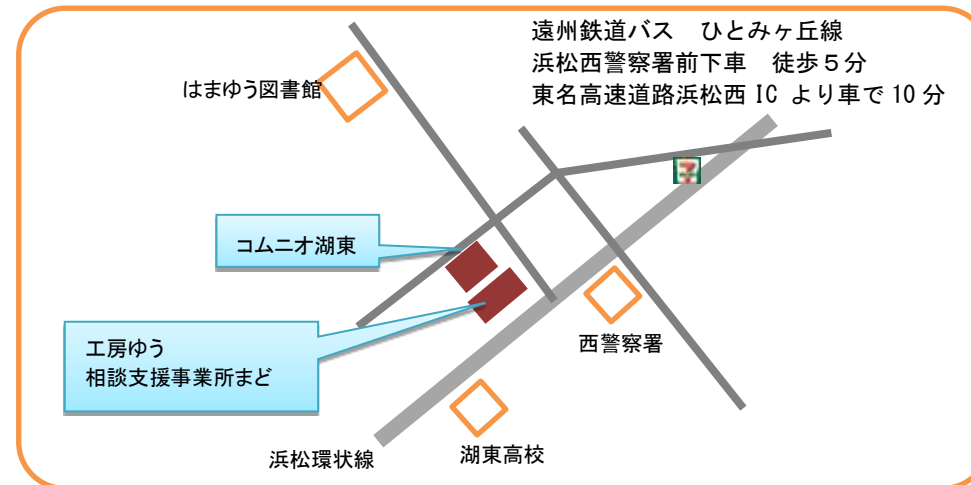 遠州鉄道バス　ひとみヶ丘線
浜松西警察署前下車　徒歩５分
東名高速道路浜松西 IC より車で 10 分
はまゆう図書館
コムニオ湖東
工房ゆう
相談支援事業所まど
西警察署
湖東高校
浜松環状線
7